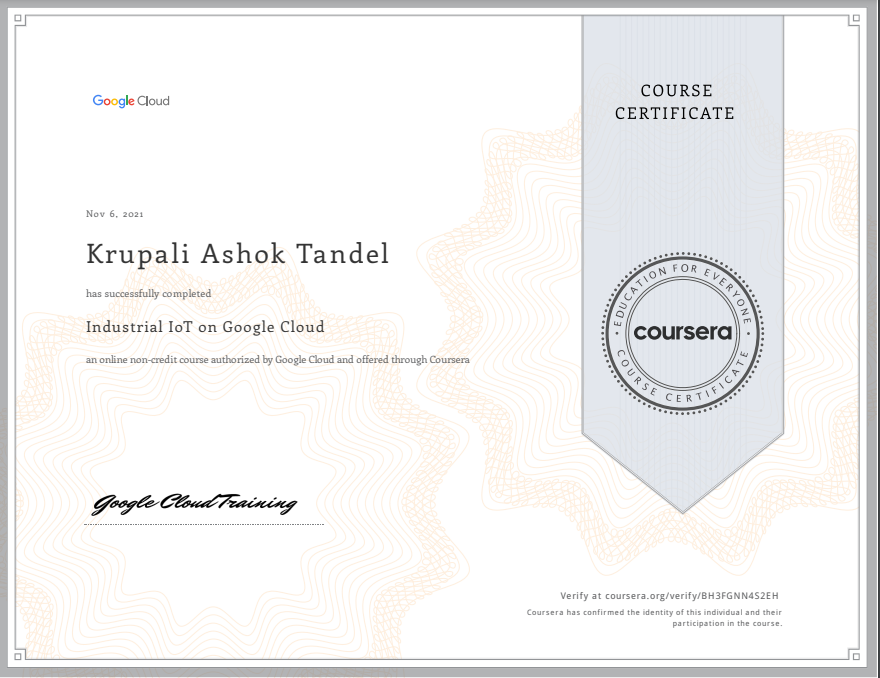 Google Cloud
COURSE
CERTIFICATE
Nov 6, 2021
Krupali Ashok Tandel
has successfully completed
Industrial IoT on Google Cloud
an online non-credit course authorized by Google Cloud and offered through Coursera
• EDUCATION FOR EVERYONE •
coursera
COURSE CERTIFICATE
Google Cloud Training
Verify at coursera.org/verify/BH3FGNN4S2EH
Coursera has confirmed the identity of this individual and their
participation in the course.